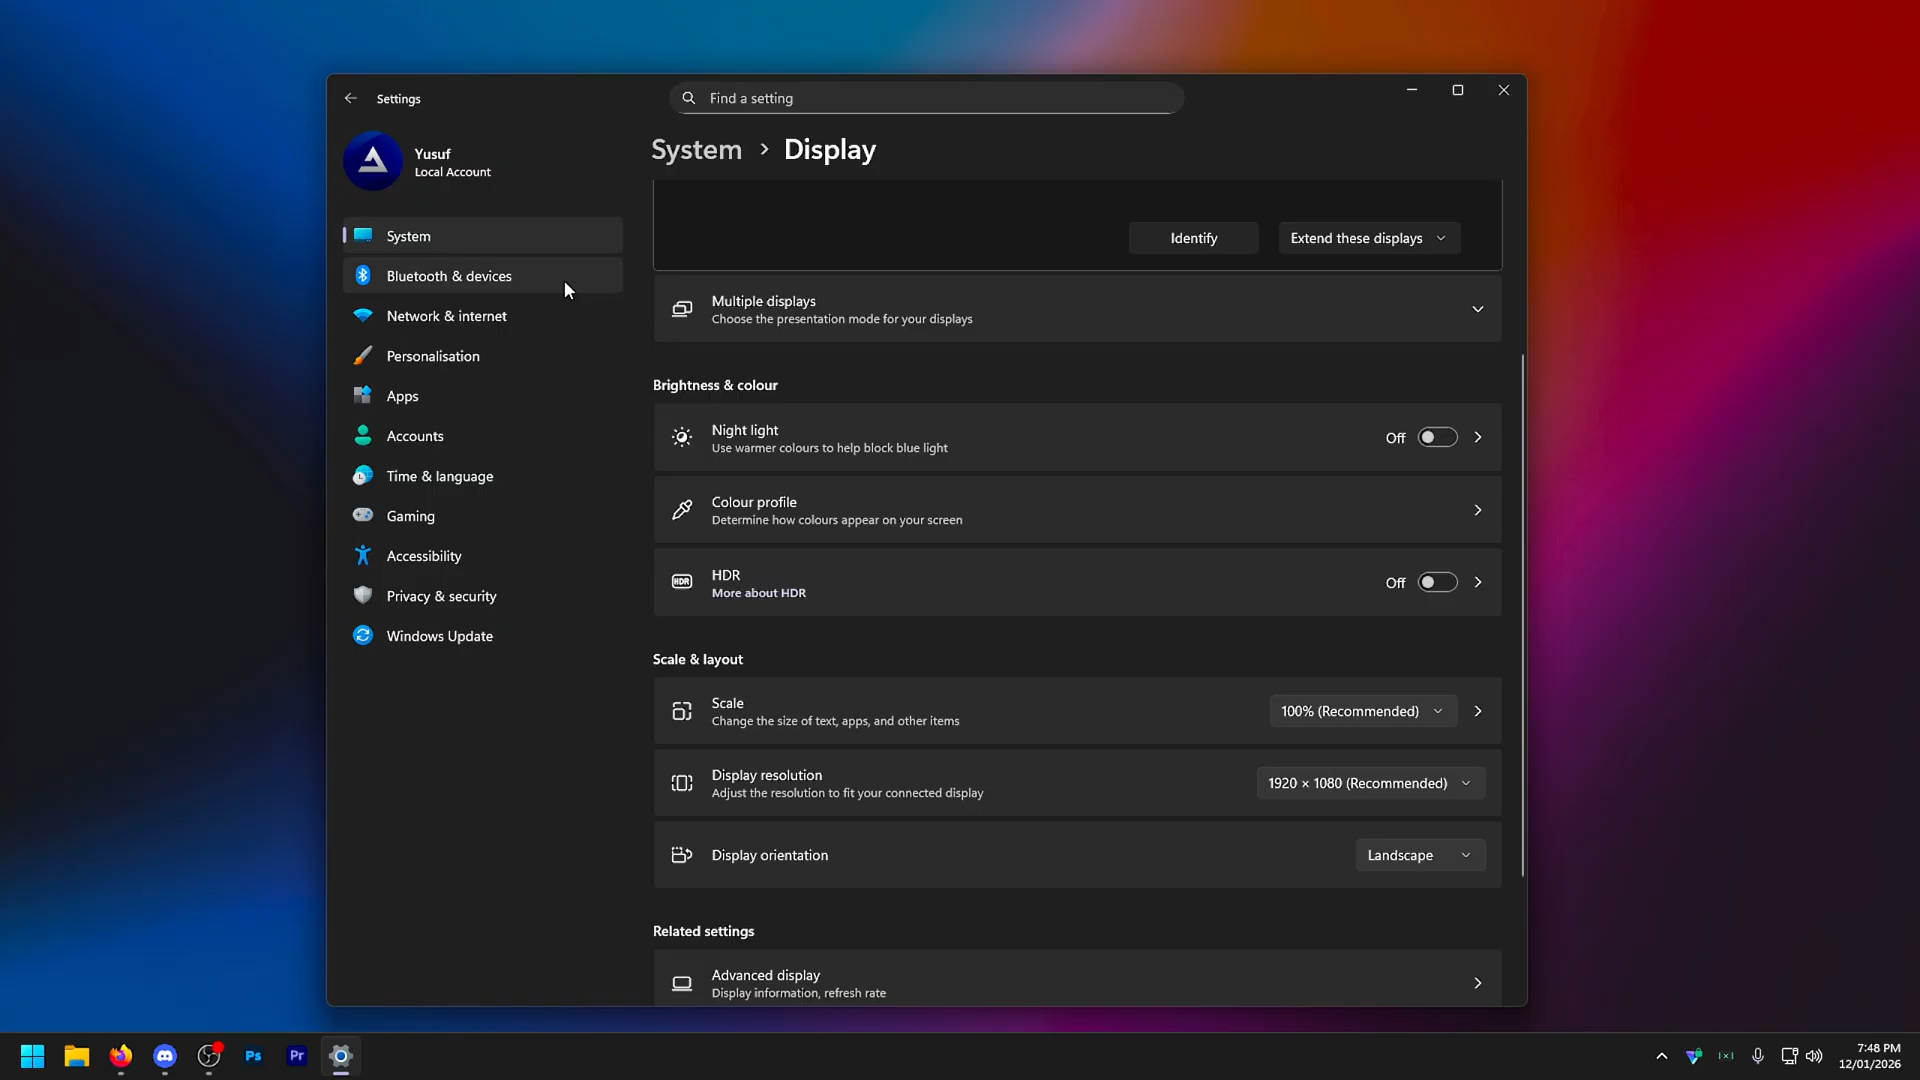 Settings
Find a setting
Yusuf
Local Account
System
Bluetooth & devices
Network & internet
Personalisation
Apps
Accounts
Time & language
Gaming
Accessibility
Privacy & security
Windows Update
System › Display
Identify
Extend these displays
Multiple displays
Choose the presentation mode for your displays
Brightness & colour
Night light
Use warmer colours to help block blue light
Off
Colour profile
Determine how colours appear on your screen
HDR
HDR
More about HDR
Off
Scale & layout
Scale
Change the size of text, apps, and other items
100% (Recommended)
Display resolution
Adjust the resolution to fit your connected display
1920 × 1080 (Recommended)
Display orientation
Landscape
Related settings
Advanced display
Display information, refresh rate
Ps
Pr
7:48 PM
12/01/2026